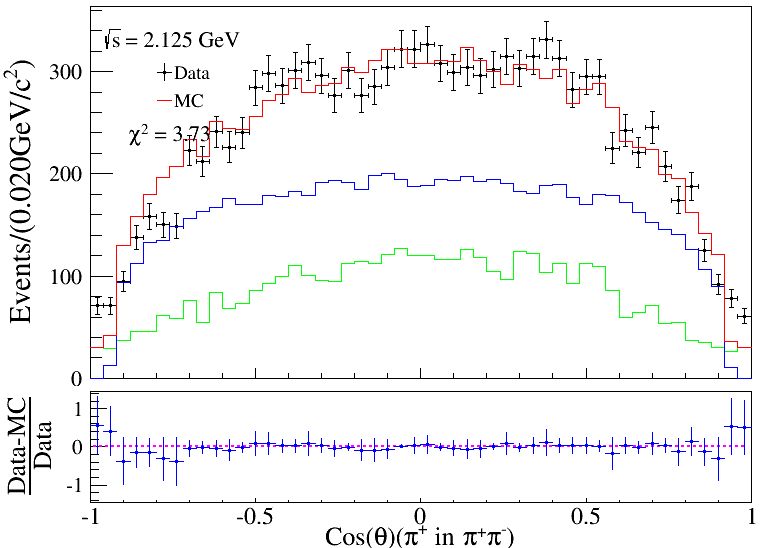 √s = 2.125 GeV
Data
MC
χ² = 3.73
Events/(0.020GeV/c²)
300
200
100
0
Data-MC
Data
1
0
-1
-1
-0.5
0
0.5
1
Cos(θ)(π⁺ in π⁺π⁻)